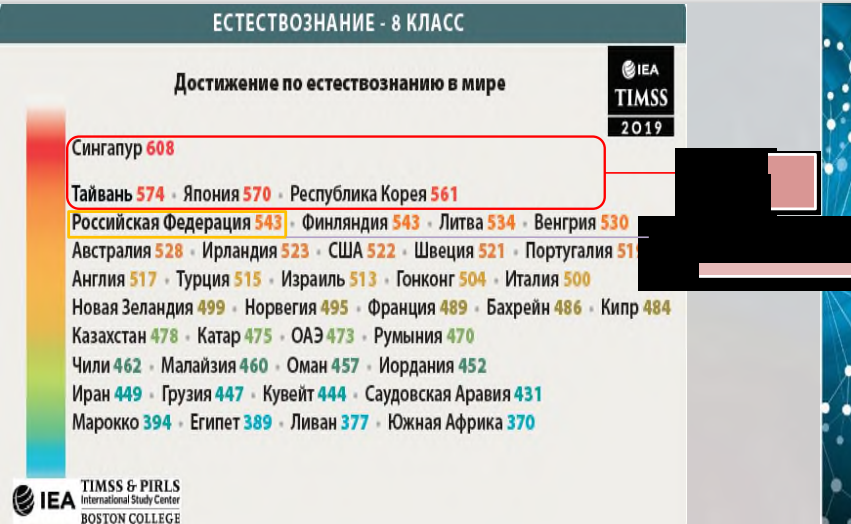 ЕСТЕСТВОЗНАНИЕ - 8 КЛАСС
Достижение по естествознанию в мире
IEA
TIMSS
2019
Сингапур 608
Тайвань 574 • Япония 570 • Республика Корея 561
Российская Федерация 543 • Финляндия 543 • Литва 534 • Венгрия 530
Австралия 528 • Ирландия 523 • США 522 • Швеция 521 • Португалия
Англия 517 • Турция 515 • Израиль 513 • Гонконг 504 • Италия 500
Новая Зеландия 499 • Норвегия 495 • Франция 489 • Бахрейн 486 • Кипр 484
Казахстан 478 • Катар 475 • ОАЭ 473 • Румыния 470
Чили 462 • Малайзия 460 • Оман 457 • Иордания 452
Иран 449 • Грузия 447 • Кувейт 444 • Саудовская Аравия 431
Марокко 394 • Египет 389 • Ливан 377 • Южная Африка 370
IEA
TIMSS & PIRLS
International Study Center
BOSTON COLLEGE